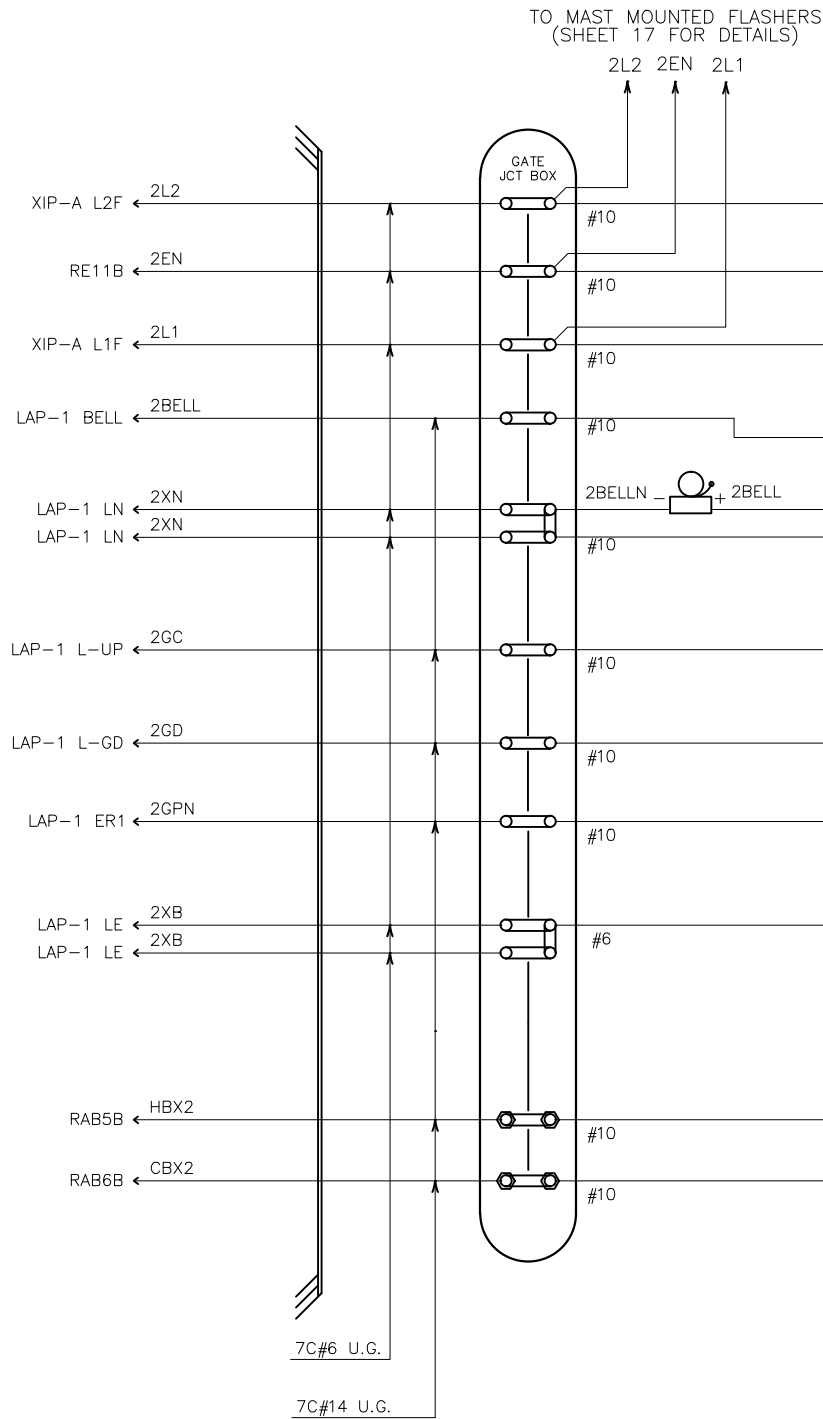 TO MAST MOUNTED FLASHERS
(SHEET 17 FOR DETAILS)
2L2 2EN 2L1
GATE
JCT BOX
XIP-A L2F 2L2 #10
RE11B 2EN #10
XIP-A L1F 2L1 #10
LAP-1 BELL 2BELL #10
LAP-1 LN 2XN 2BELLN - + 2BELL
LAP-1 LN 2XN #10
LAP-1 L-UP 2GC #10
LAP-1 L-GD 2GD #10
LAP-1 ER1 2GPN #10
LAP-1 LE 2XB #6
LAP-1 LE 2XB
RAB5B HBX2 #10
RAB6B CBX2 #10
7C#6 U.G.
7C#14 U.G.